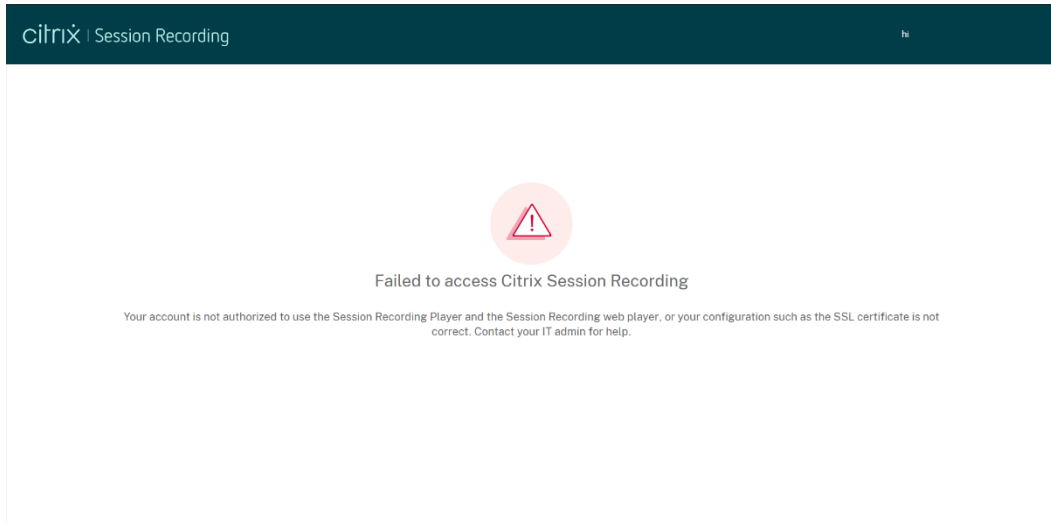 citrix | Session Recording
hi
Failed to access Citrix Session Recording
Your account is not authorized to use the Session Recording Player and the Session Recording web player, or your configuration such as the SSL certificate is not
correct. Contact your IT admin for help.